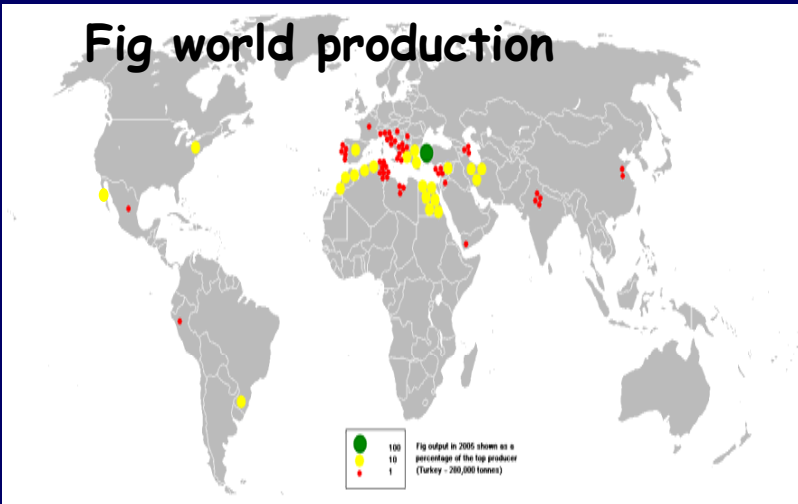 Fig world production
100
10
1
Fig output in 2005 shown as a
percentage of the top producer
(Turkey - 280,000 tonnes)